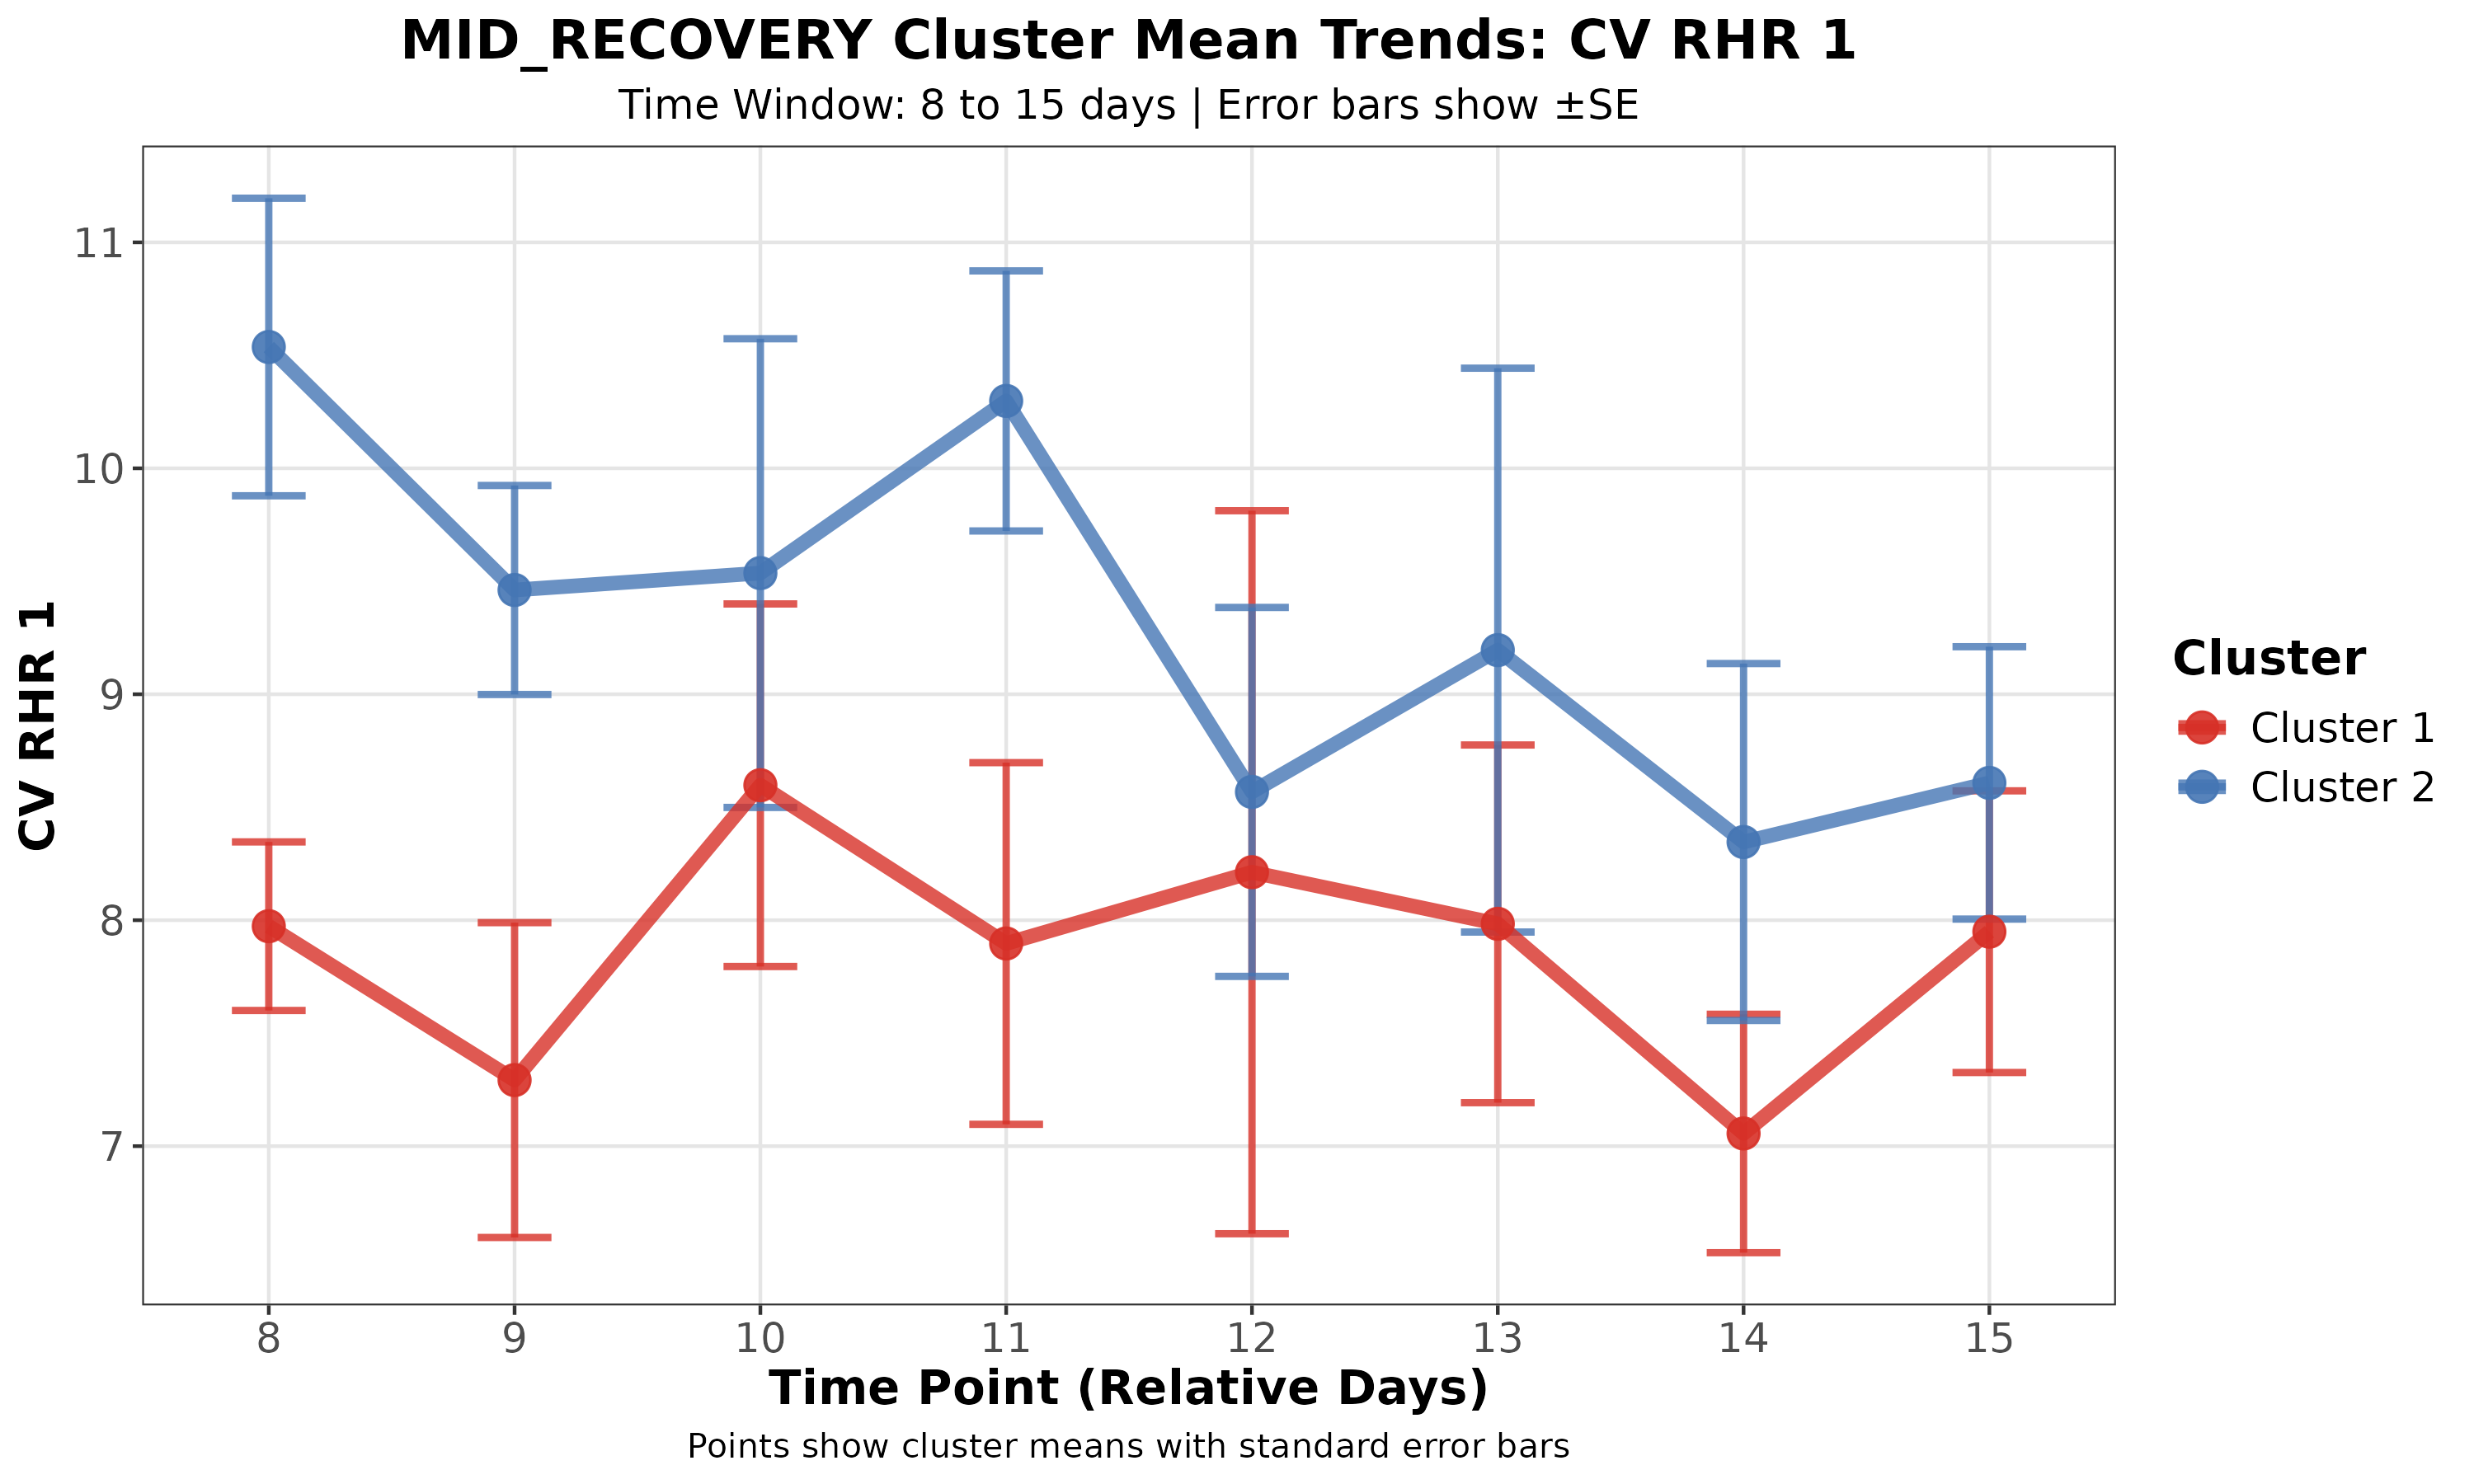 MID_RECOVERY Cluster Mean Trends: CV RHR 1
Time Window: 8 to 15 days | Error bars show ±SE
CV RHR 1
11
10
9
8
7
8 9 10 11 12 13 14 15
Time Point (Relative Days)
Points show cluster means with standard error bars
Cluster
Cluster 1
Cluster 2